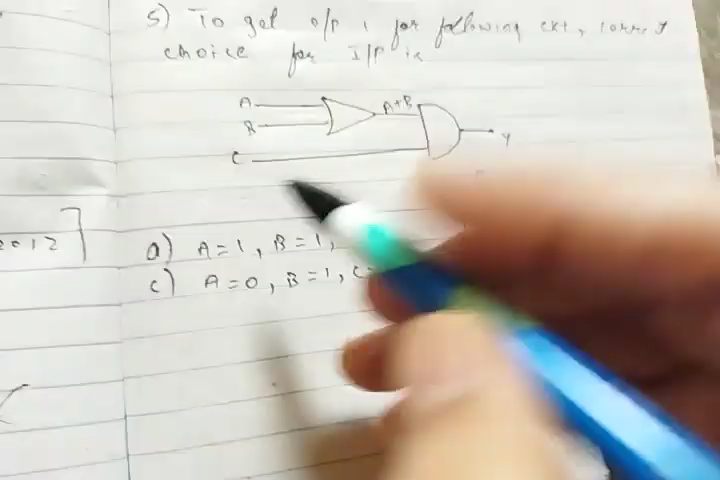 5) To get o/p 1 for following ckt, correct
choice for I/P is
A
B
A+B
C
Y
2012]
a) A=1, B=1,
c) A=0, B=1, C=